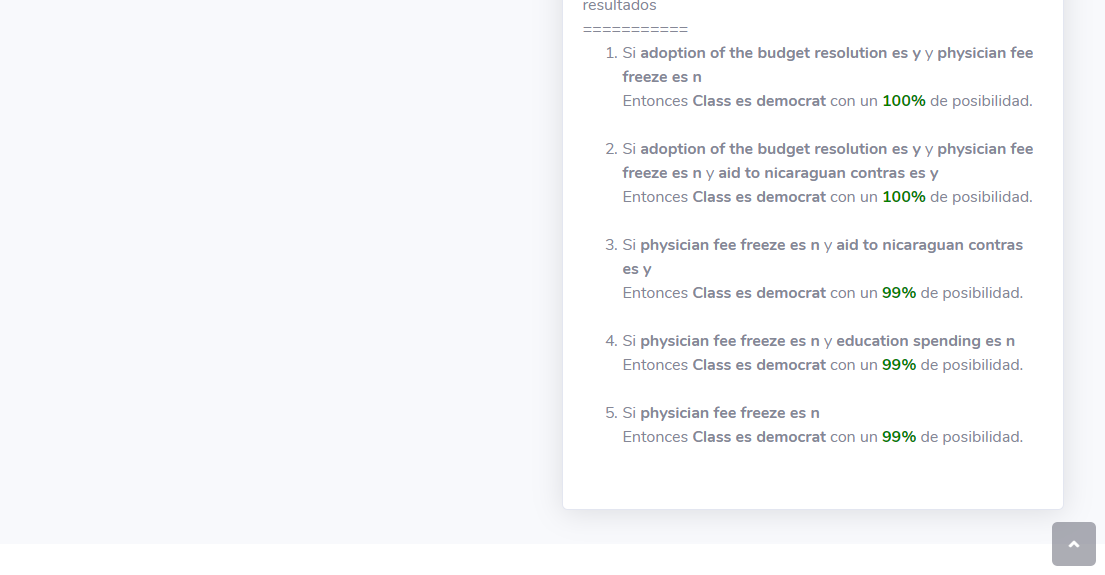 resultados
===========
1. Si adoption of the budget resolution es y y physician fee
freeze es n
Entonces Class es democrat con un 100% de posibilidad.
2. Si adoption of the budget resolution es y y physician fee
freeze es n y aid to nicaraguan contras es y
Entonces Class es democrat con un 100% de posibilidad.
3. Si physician fee freeze es n y aid to nicaraguan contras
es y
Entonces Class es democrat con un 99% de posibilidad.
4. Si physician fee freeze es n y education spending es n
Entonces Class es democrat con un 99% de posibilidad.
5. Si physician fee freeze es n
Entonces Class es democrat con un 99% de posibilidad.